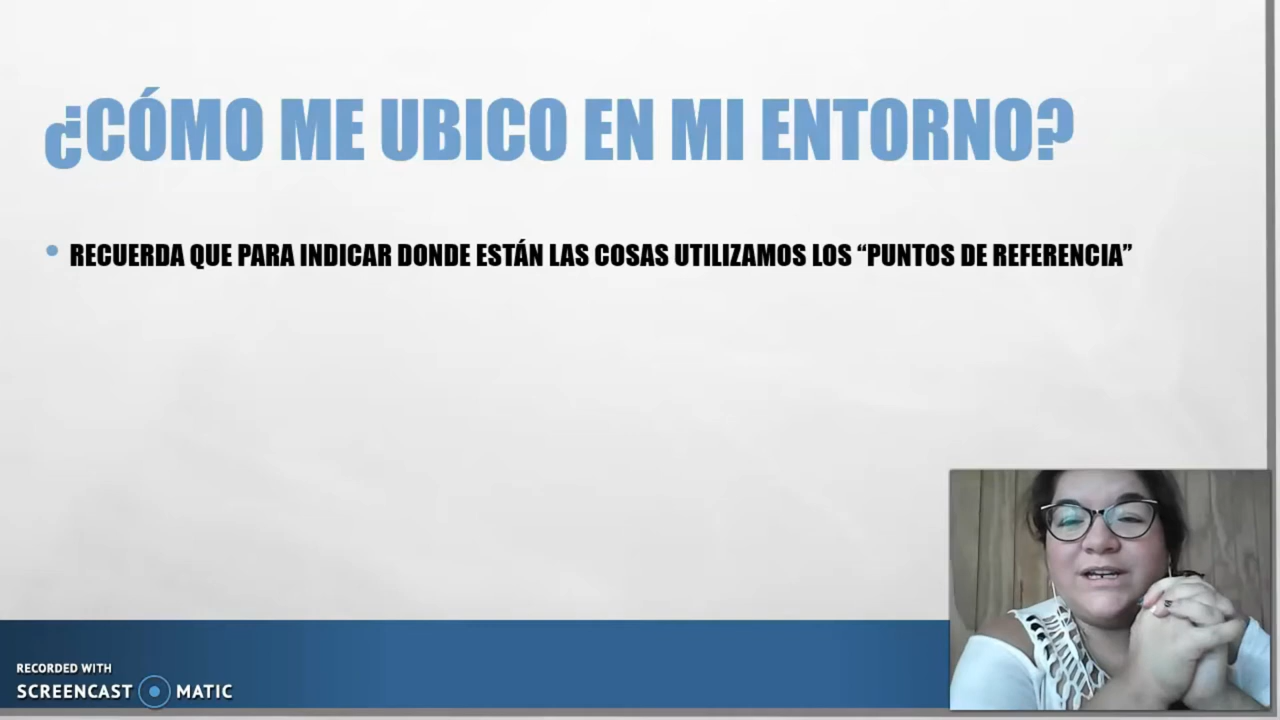 ¿CÓMO ME UBICO EN MI ENTORNO?
• RECUERDA QUE PARA INDICAR DONDE ESTÁN LAS COSAS UTILIZAMOS LOS “PUNTOS DE REFERENCIA”
RECORDED WITH
SCREENCAST MATIC